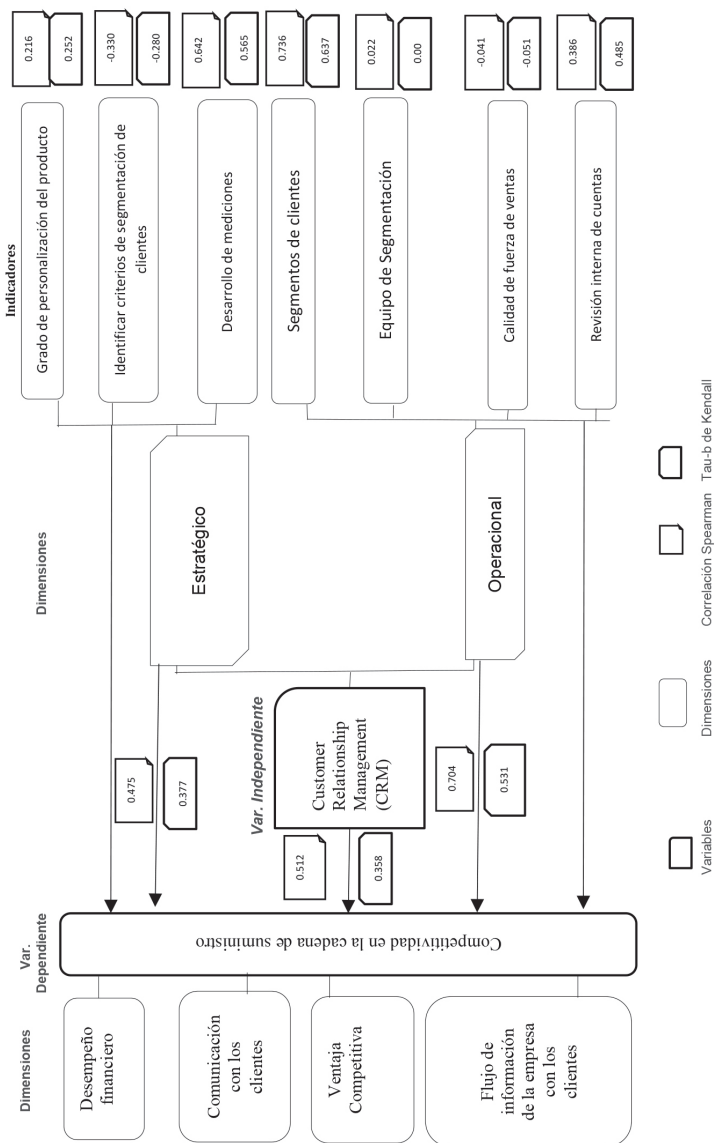 Dimensiones
Var.
Dependiente
Dimensiones
Indicadores
Desempeño
financiero
Comunicación
con los
clientes
Ventaja
Competitiva
Flujo de
información
de la empresa
con los
clientes
Competitividad en la cadena de suministro
0.475
0.377
Var. Independiente
0.512
0.358
Customer
Relationship
Management
(CRM)
0.704
0.531
Estratégico
Operacional
Grado de personalización del producto
0.216
0.252
Identificar criterios de segmentación de
clientes
-0.330
-0.280
Desarrollo de mediciones
0.642
0.565
Segmentos de clientes
0.736
0.637
Equipo de Segmentación
0.022
0.00
Calidad de fuerza de ventas
-0.041
-0.051
Revisión interna de cuentas
0.386
0.485
Variables
Dimensiones
Correlación Spearman
Tau-b de Kendall